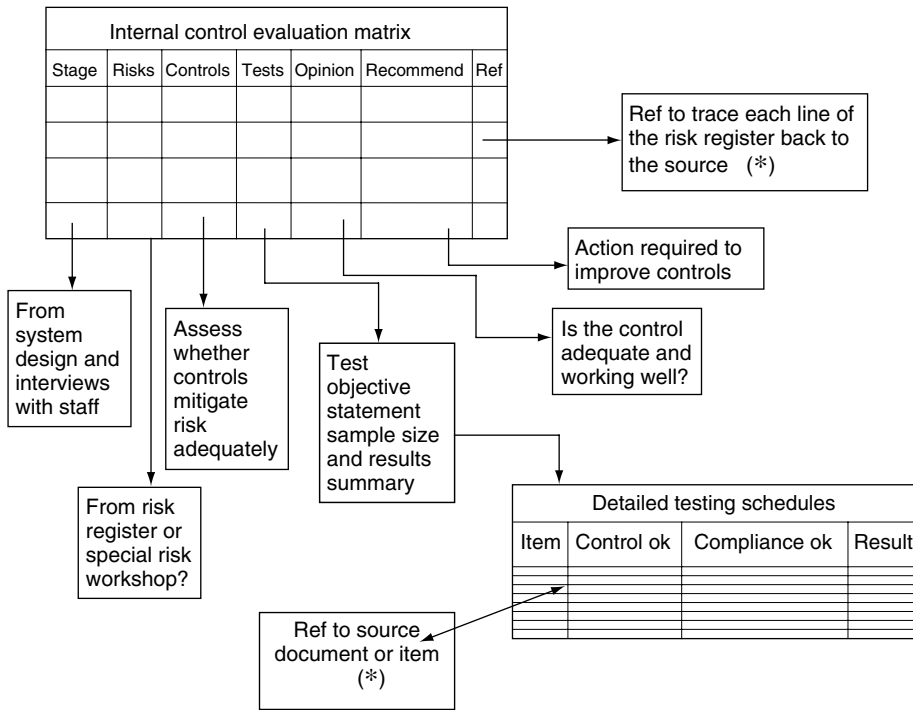 Internal control evaluation matrix
Stage Risks Controls Tests Opinion Recommend Ref
Ref to trace each line of
the risk register back to
the source (*)
Action required to
improve controls
From
system
design and
interviews
with staff
Assess
whether
controls
mitigate
risk
adequately
Test
objective
statement
sample size
and results
summary
Is the control
adequate and
working well?
From risk
register or
special risk
workshop?
Detailed testing schedules
Item Control ok Compliance ok Result
Ref to source
document or item
(*)